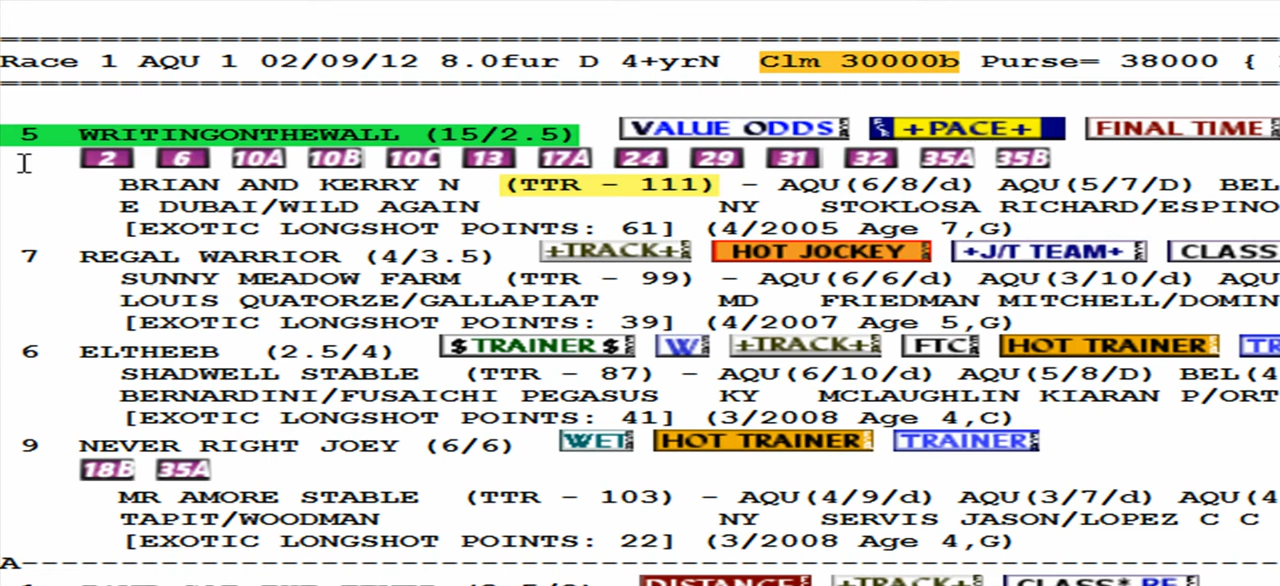 Race 1 AQU 1 02/09/12 8.0fur D 4+yrN Clm 30000b Purse= 38000 {
5 WRITINGONTHEWALL (15/2.5) VALUE ODDS +PACE+ FINAL TIME
2 6 10A 10B 10C 13 17A 24 29 31 32 35A 35B
BRIAN AND KERRY N (TTR - 111) - AQU(6/8/d) AQU(5/7/D) BEL
E DUBAI/WILD AGAIN NY STOKLOSA RICHARD/ESPINO
[EXOTIC LONGSHOT POINTS: 61] (4/2005 Age 7,G)
7 REGAL WARRIOR (4/3.5) +TRACK+ HOT JOCKEY +J/T TEAM+ CLASS
SUNNY MEADOW FARM (TTR - 99) - AQU(6/6/d) AQU(3/10/d) AQU
LOUIS QUATORZE/GALLAPIAT MD FRIEDMAN MITCHELL/DOMIN
[EXOTIC LONGSHOT POINTS: 39] (4/2007 Age 5,G)
6 ELTHEEB (2.5/4) $TRAINER$ W +TRACK+ FTC HOT TRAINER TR
SHADWELL STABLE (TTR - 87) - AQU(6/10/d) AQU(5/8/D) BEL(4
BERNARDINI/FUSAICHI PEGASUS KY MCLAUGHLIN KIARAN P/ORT
[EXOTIC LONGSHOT POINTS: 41] (3/2008 Age 4,C)
9 NEVER RIGHT JOEY (6/6) WET HOT TRAINER TRAINER
18B 35A
MR AMORE STABLE (TTR - 103) - AQU(4/9/d) AQU(3/7/d) AQU(4
TAPIT/WOODMAN NY SERVIS JASON/LOPEZ C C
[EXOTIC LONGSHOT POINTS: 22] (3/2008 Age 4,G)
A----------
DISTANCE +TRACK+ CLASS*